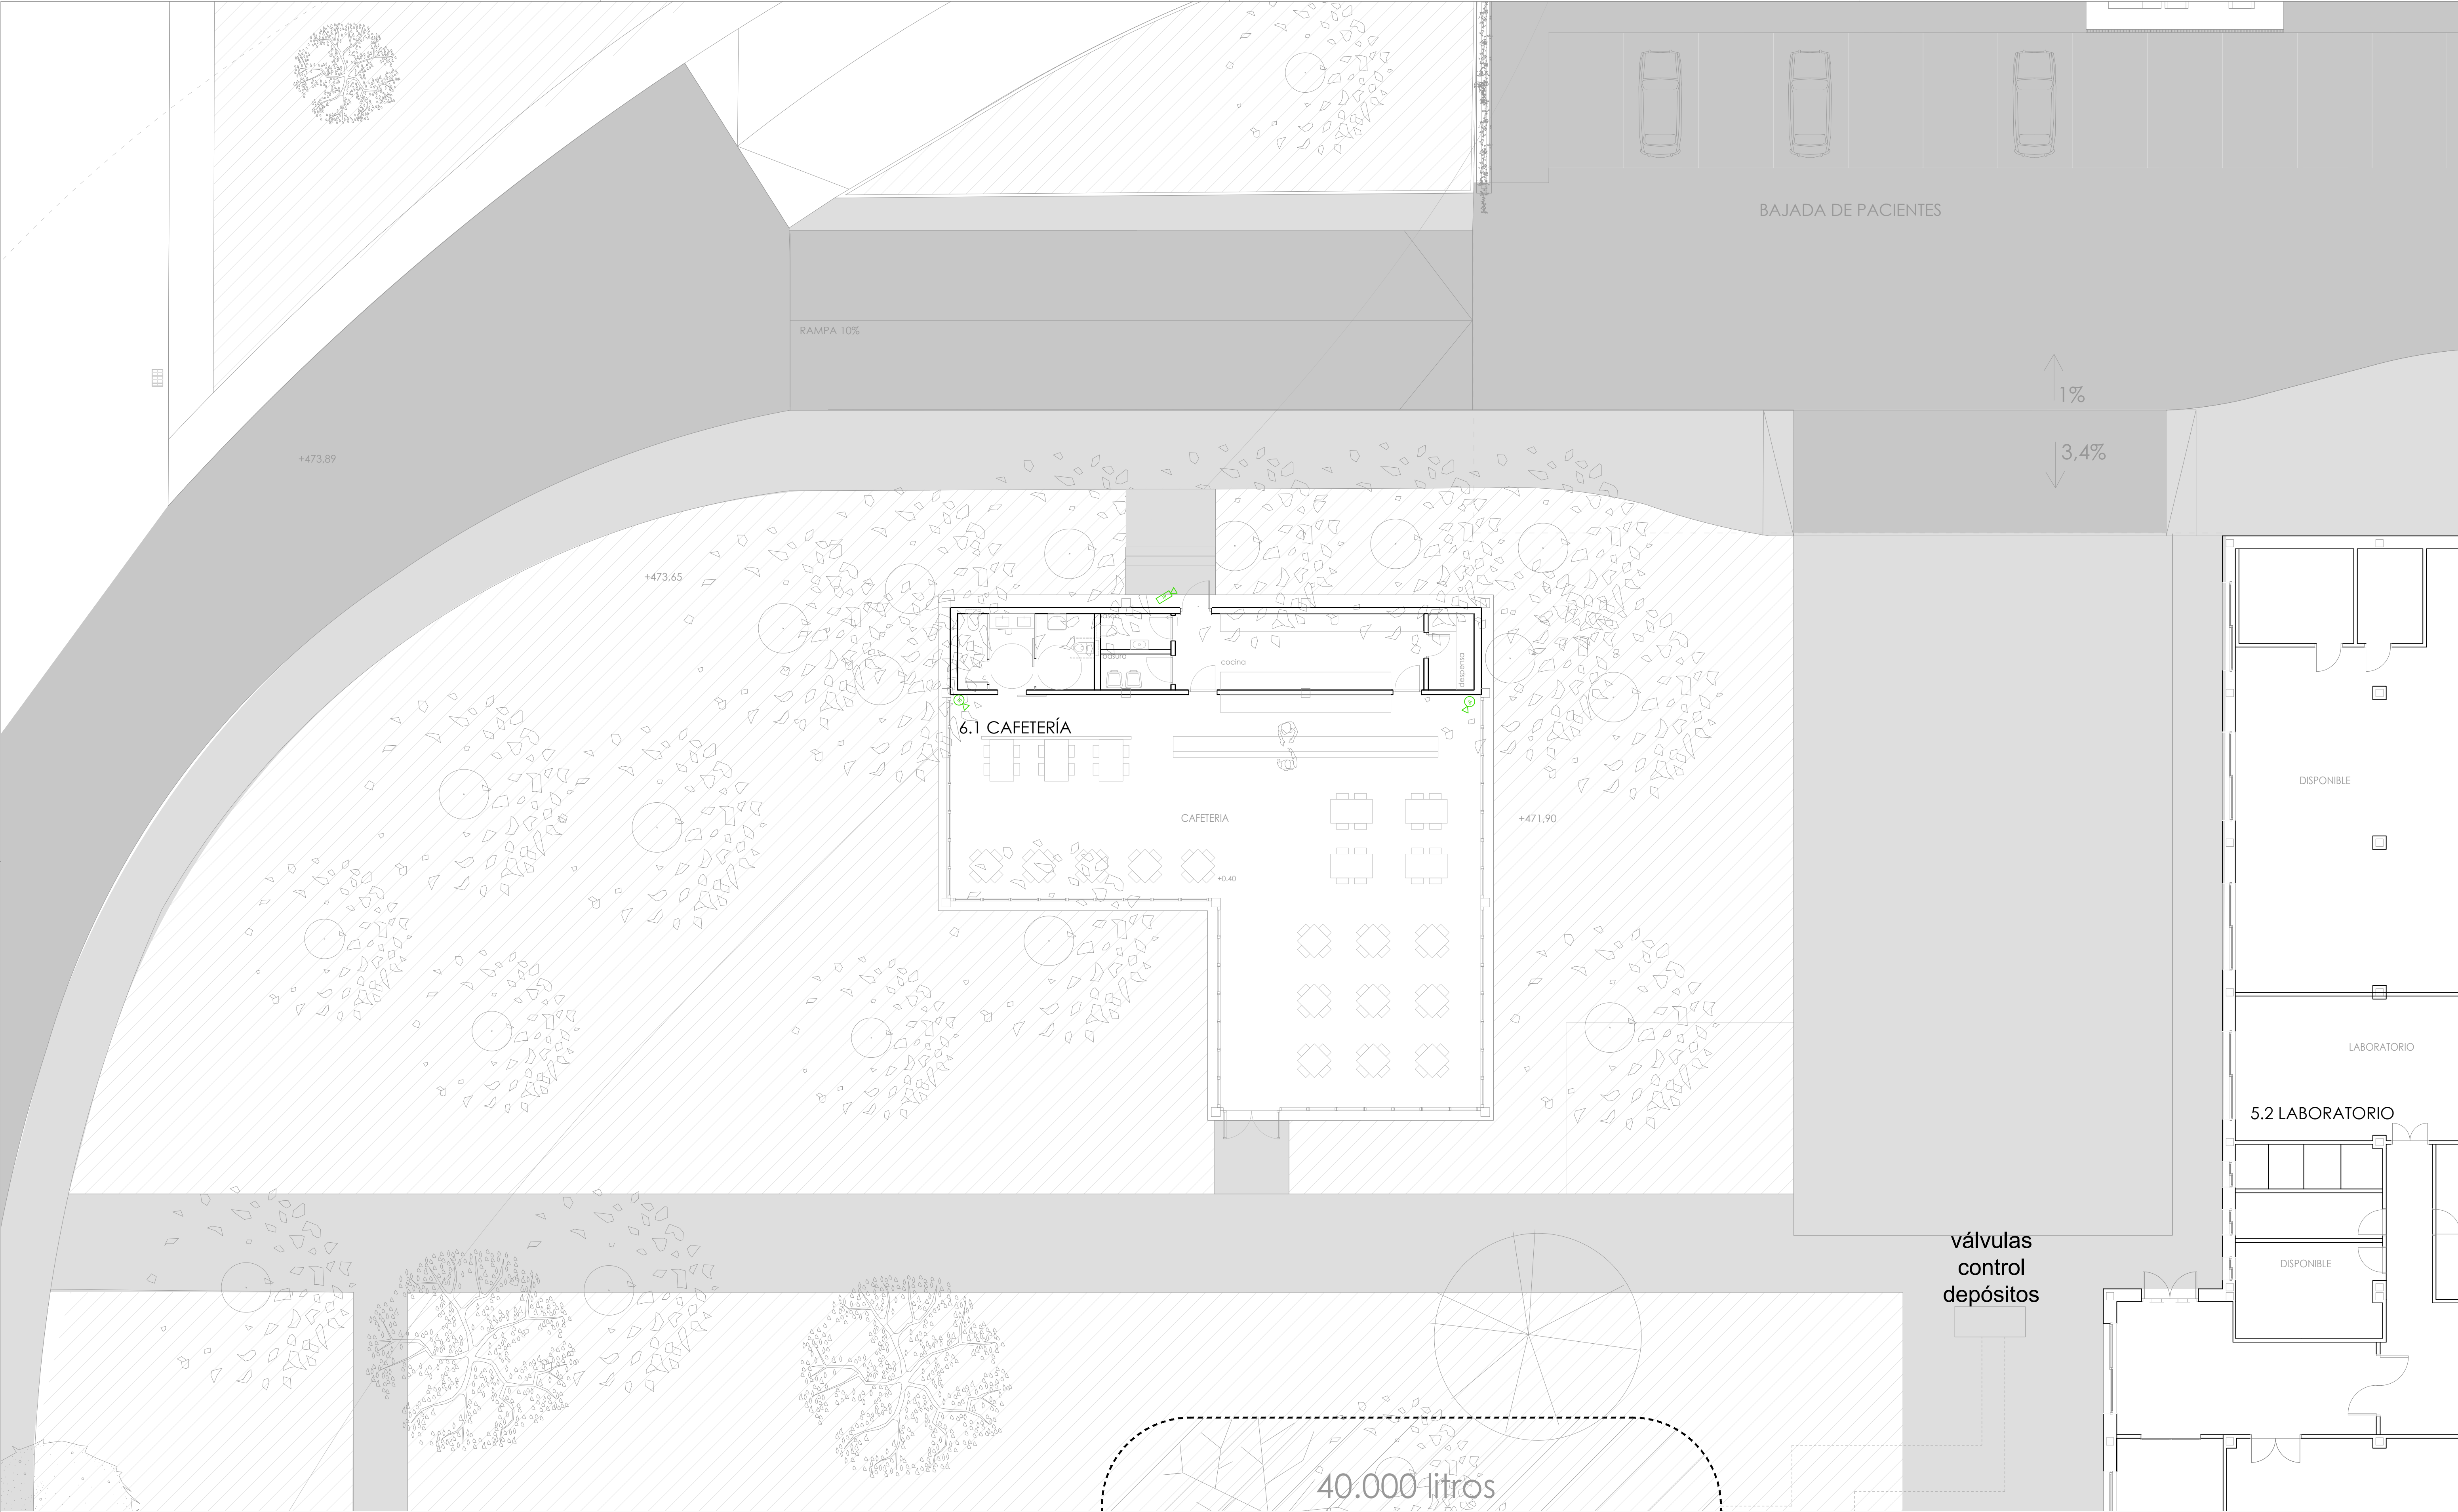 BAJADA DE PACIENTES
RAMPA 10%
1%
3,4%
+473,89
+473,65
basura
cocina
despensa
6.1 CAFETERÍA
DISPONIBLE
CAFETERIA
+471,90
+0.40
LABORATORIO
5.2 LABORATORIO
válvulas
control
depósitos
DISPONIBLE
40.000 litros